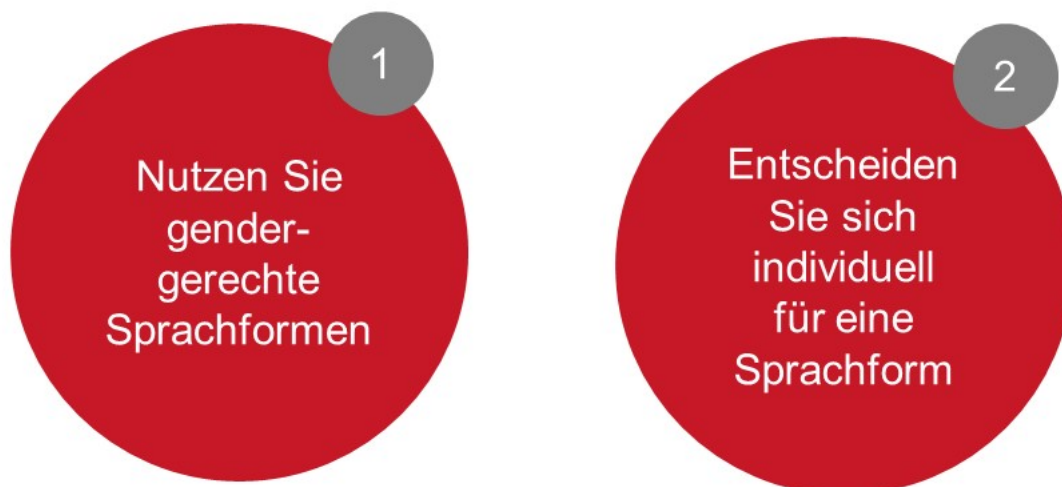 1
Nutzen Sie
gender-
gerechte
Sprachformen
2
Entscheiden
Sie sich
individuell
für eine
Sprachform